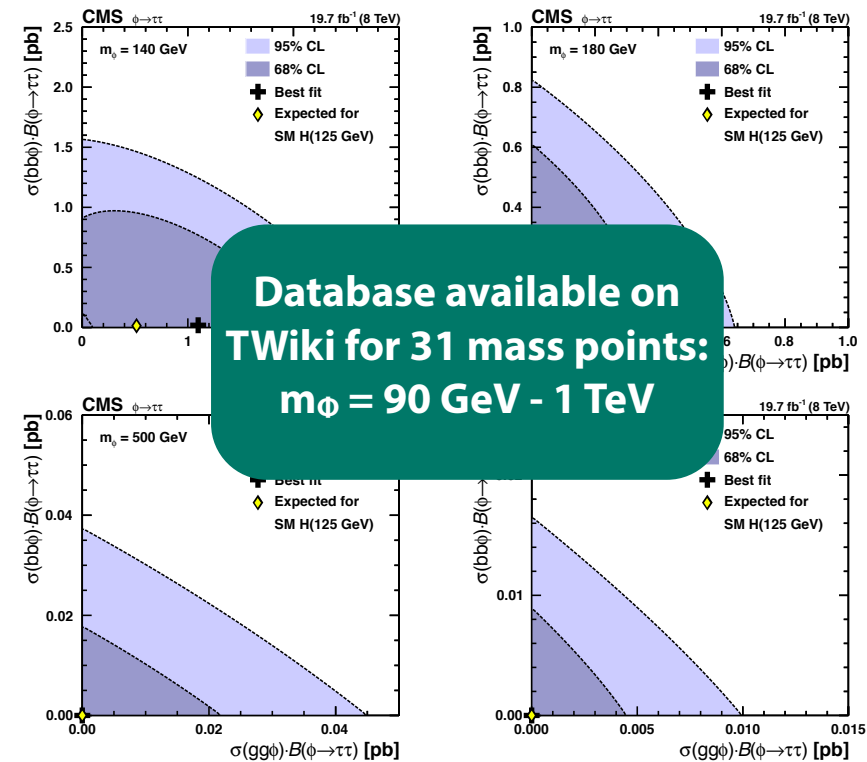 CMS ϕ→ττ 19.7 fb⁻¹ (8 TeV)
m_ϕ = 140 GeV
95% CL
68% CL
Best fit
Expected for
SM H(125 GeV)
σ(bbϕ)·B(ϕ→ττ) [pb]
2.5
2.0
1.5
1.0
0.5
0.0
0
1
CMS ϕ→ττ 19.7 fb⁻¹ (8 TeV)
m_ϕ = 180 GeV
95% CL
68% CL
Best fit
Expected for
SM H(125 GeV)
σ(bbϕ)·B(ϕ→ττ) [pb]
1.0
0.8
0.6
0.4
0.8
1.0
·B(ϕ→ττ) [pb]
Database available on
TWiki for 31 mass points:
m_Φ = 90 GeV - 1 TeV
CMS ϕ→ττ
m_ϕ = 500 GeV
Best fit
Expected for
SM H(125 GeV)
σ(bbϕ)·B(ϕ→ττ) [pb]
0.06
0.04
0.02
0.00
0.00
0.02
0.04
σ(ggϕ)·B(ϕ→ττ) [pb]
19.7 fb⁻¹ (8 TeV)
95% CL
68% CL
Best fit
Expected for
SM H(125 GeV)
σ(bbϕ)·B(ϕ→
0.01
0.00
0.000
0.005
0.010
0.015
σ(ggϕ)·B(ϕ→ττ) [pb]